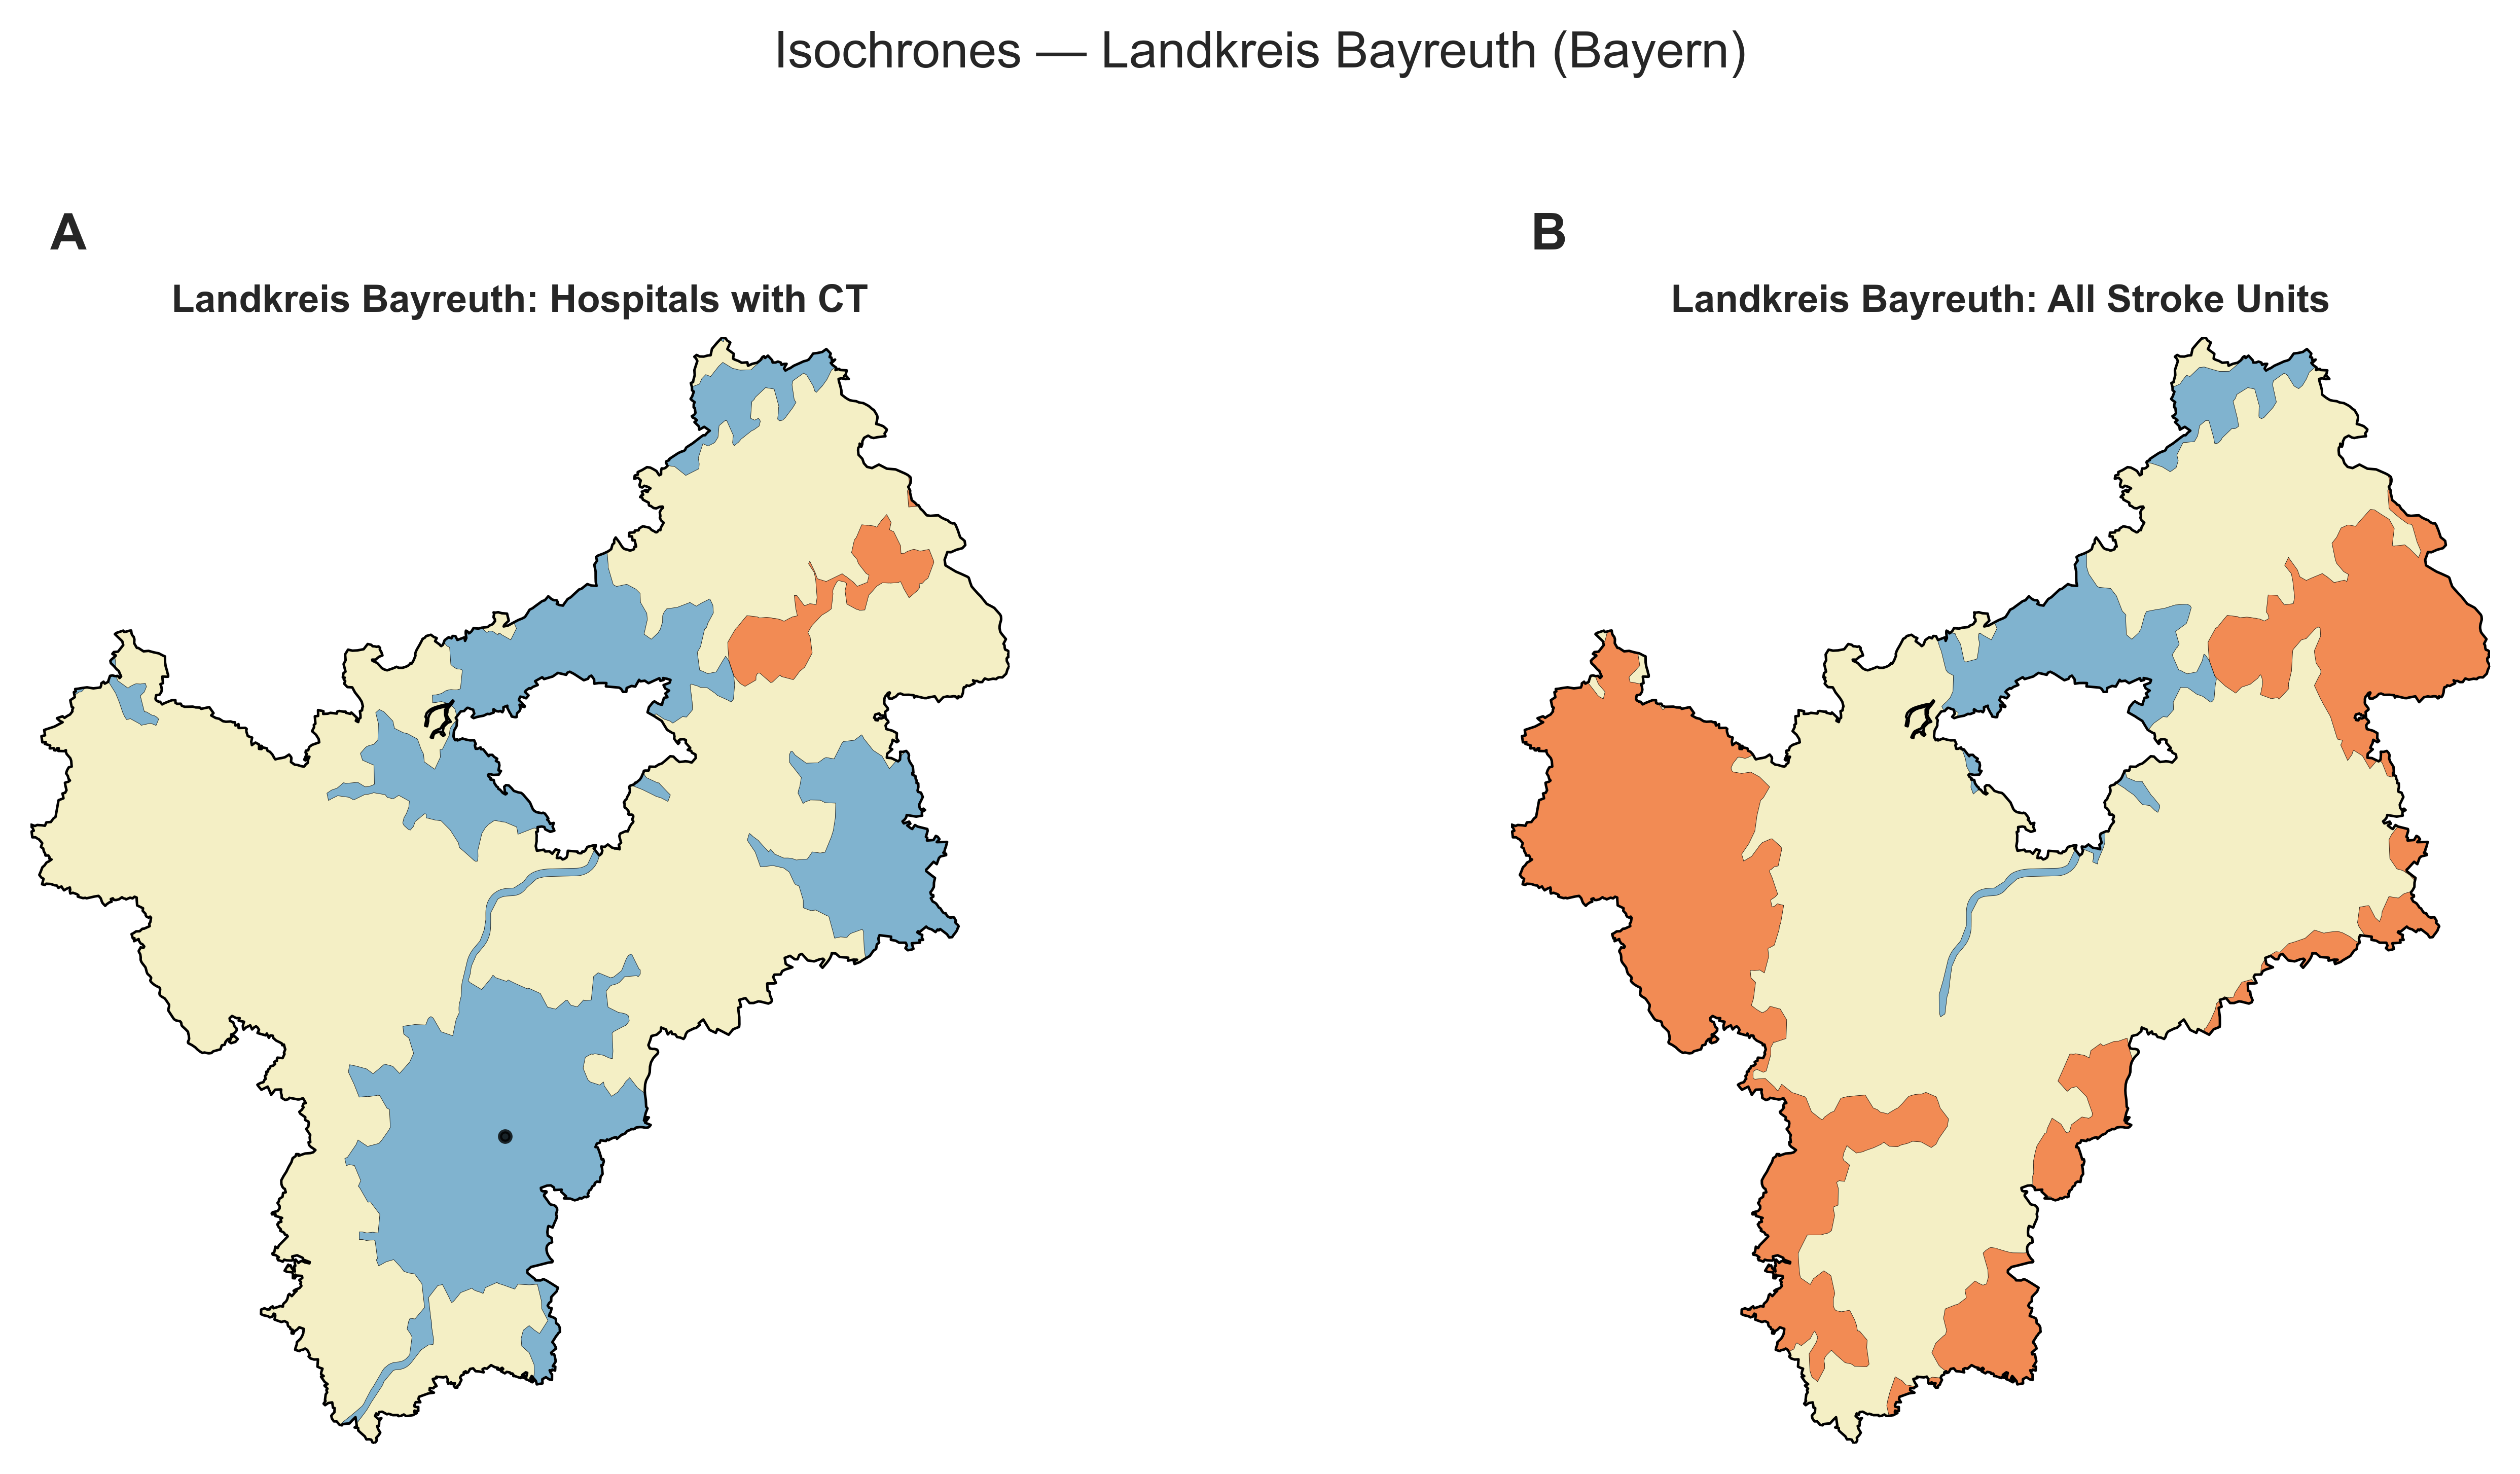 Isochrones — Landkreis Bayreuth (Bayern)
A
Landkreis Bayreuth: Hospitals with CT
B
Landkreis Bayreuth: All Stroke Units